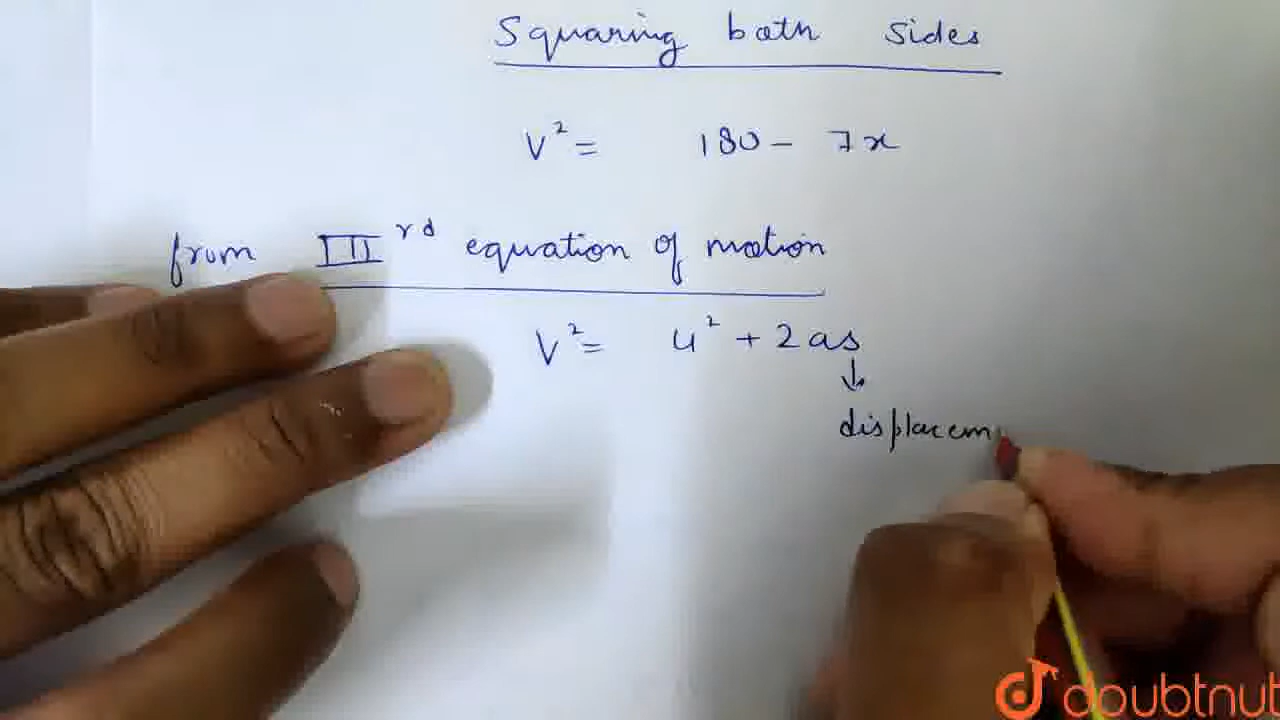 Squaring both sides
V² = 180 - 7x
from IIIrd equation of motion
V² = u² + 2as
↓
displacem
doubtnut